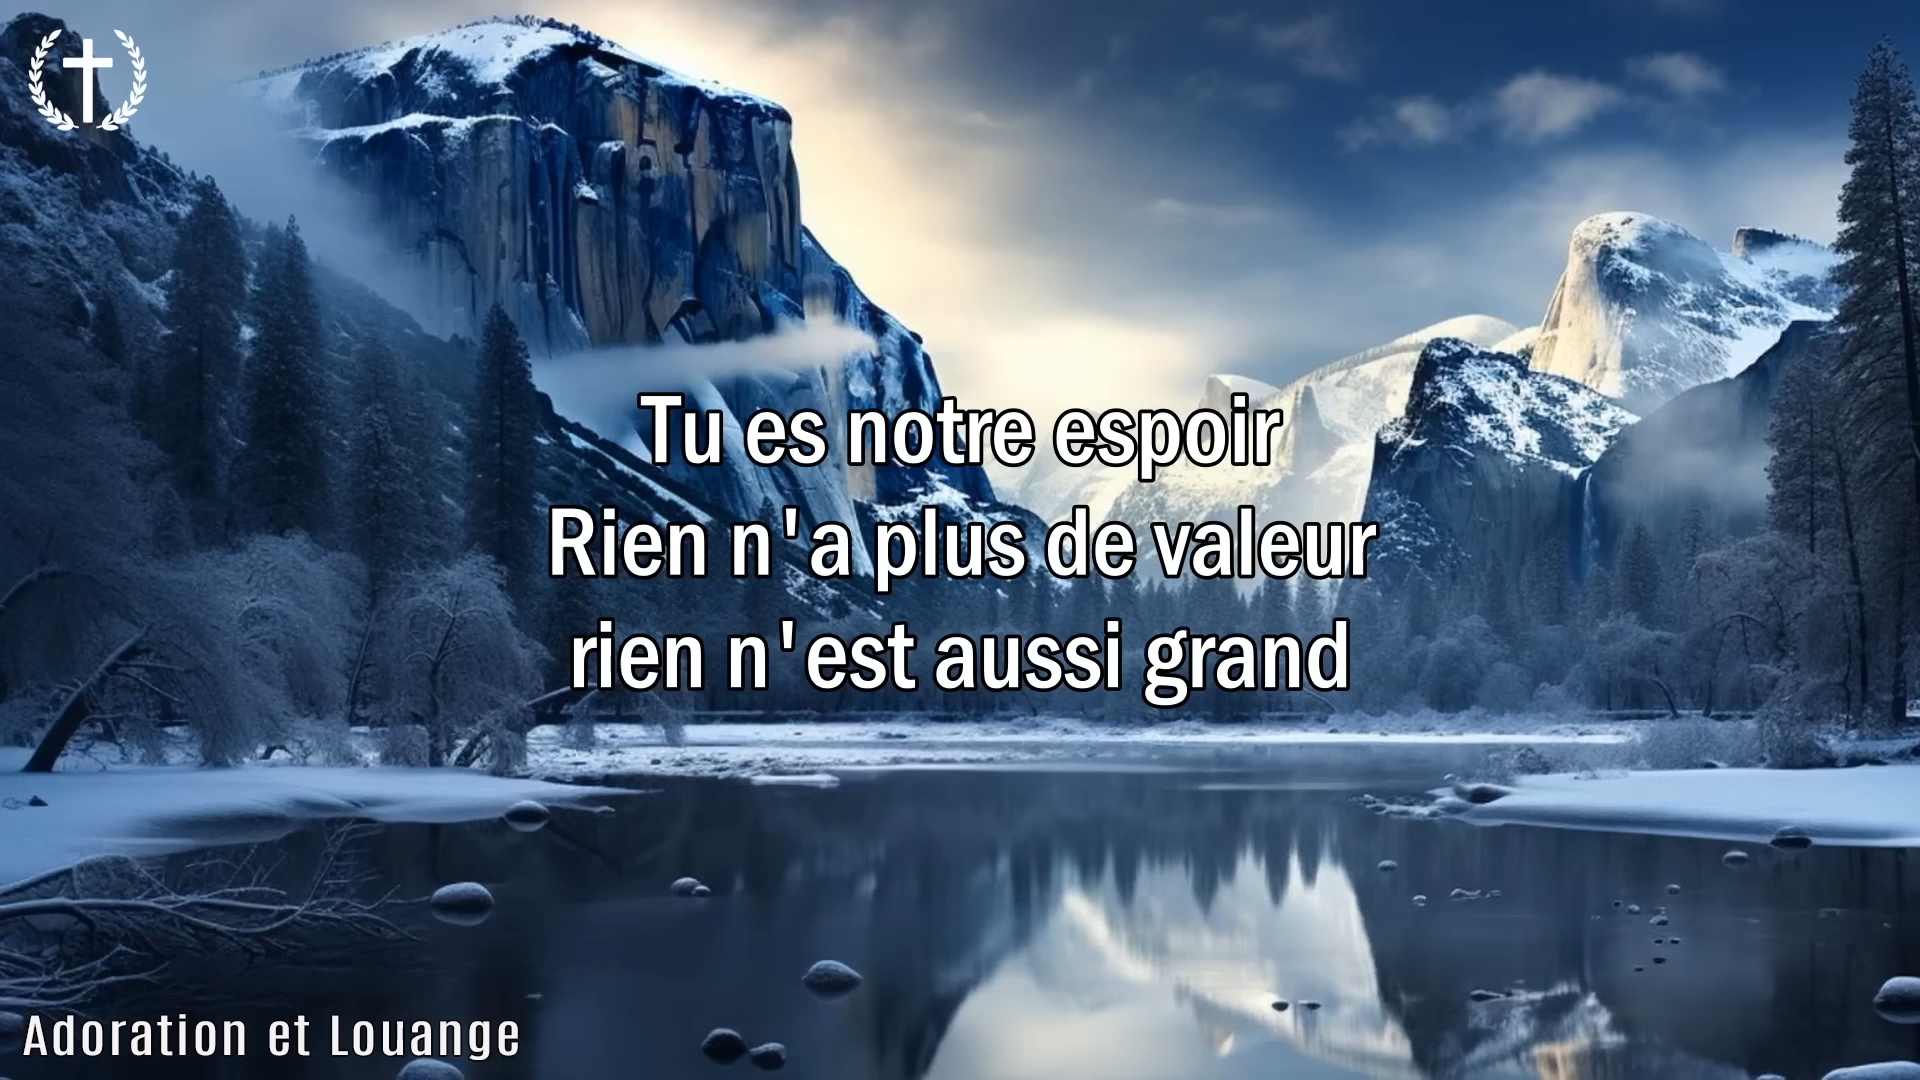 Tu es notre espoir
Rien n'a plus de valeur
rien n'est aussi grand
Adoration et Louange